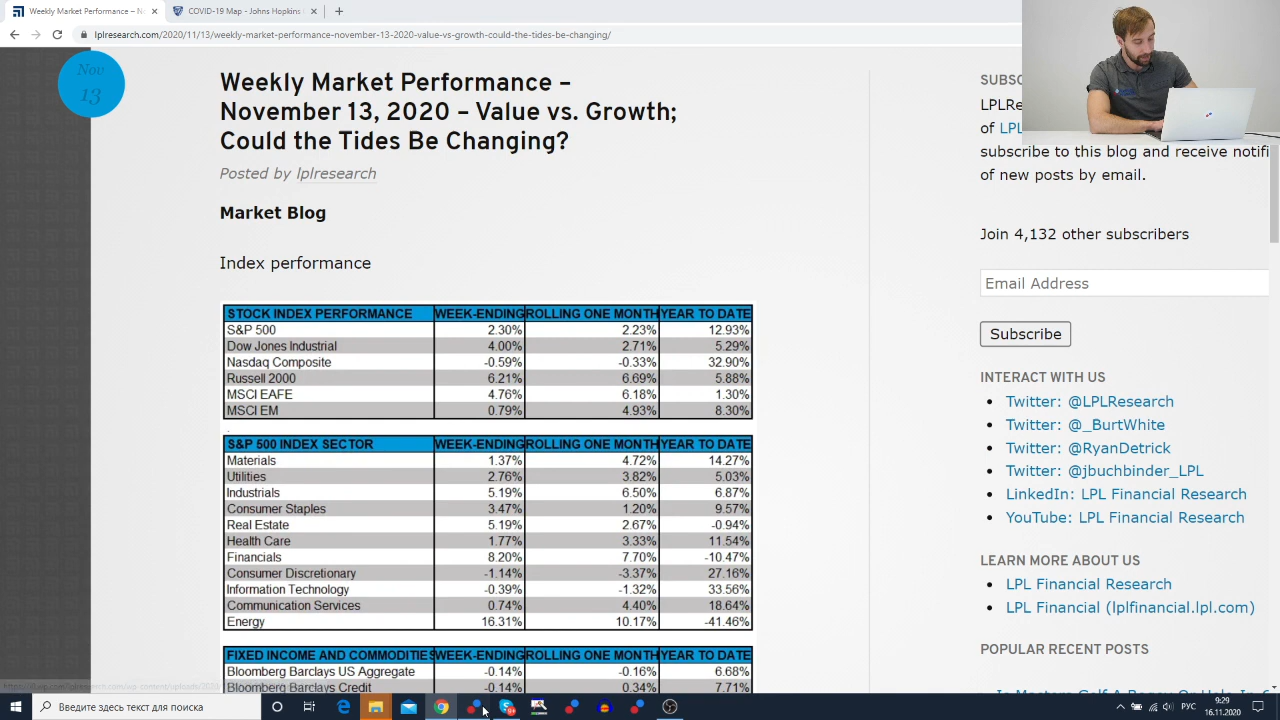 Weekly Market Performance – N
COVID-19 Map - Johns Hopkins
lplresearch.com/2020/11/13/weekly-market-performance-november-13-2020-value-vs-growth-could-the-tides-be-changing/
Nov
13
Weekly Market Performance –
November 13, 2020 – Value vs. Growth;
Could the Tides Be Changing?
Posted by lplresearch
Market Blog
Index performance
STOCK INDEX PERFORMANCE WEEK-ENDING ROLLING ONE MONTH YEAR TO DATE
S&P 500 2.30% 2.23% 12.93%
Dow Jones Industrial 4.00% 2.71% 5.29%
Nasdaq Composite -0.59% -0.33% 32.90%
Russell 2000 6.21% 6.69% 5.88%
MSCI EAFE 4.76% 6.18% 1.30%
MSCI EM 0.79% 4.93% 8.30%
S&P 500 INDEX SECTOR WEEK-ENDING ROLLING ONE MONTH YEAR TO DATE
Materials 1.37% 4.72% 14.27%
Utilities 2.76% 3.82% 5.03%
Industrials 5.19% 6.50% 6.87%
Consumer Staples 3.47% 1.20% 9.57%
Real Estate 5.19% 2.67% -0.94%
Health Care 1.77% 3.33% 11.54%
Financials 8.20% 7.70% -10.47%
Consumer Discretionary -1.14% -3.37% 27.16%
Information Technology -0.39% -1.32% 33.56%
Communication Services 0.74% 4.40% 18.64%
Energy 16.31% 10.17% -41.46%
FIXED INCOME AND COMMODITIES WEEK-ENDING ROLLING ONE MONTH YEAR TO DATE
Bloomberg Barclays US Aggregate -0.14% -0.16% 6.68%
Bloomberg Barclays Credit -0.14% 0.34% 7.71%
SUBSC
LPLRe
of LPL
subscribe to this blog and receive notifi
of new posts by email.
Join 4,132 other subscribers
Email Address
Subscribe
INTERACT WITH US
Twitter: @LPLResearch
Twitter: @_BurtWhite
Twitter: @RyanDetrick
Twitter: @jbuchbinder_LPL
LinkedIn: LPL Financial Research
YouTube: LPL Financial Research
LEARN MORE ABOUT US
LPL Financial Research
LPL Financial (lplfinancial.lpl.com)
POPULAR RECENT POSTS
Введите здесь текст для поиска
РУС
9:29
16.11.2020